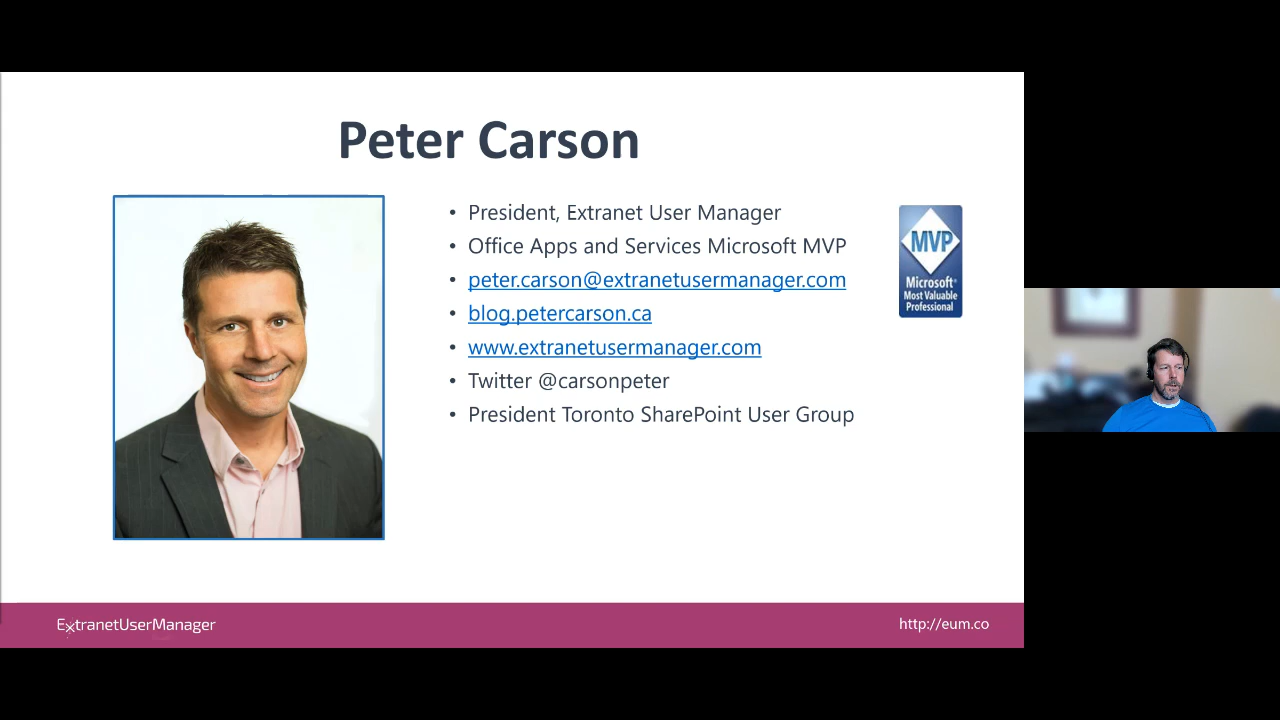 Peter Carson
• President, Extranet User Manager
• Office Apps and Services Microsoft MVP
• peter.carson@extranetusermanager.com
• blog.petercarson.ca
• www.extranetusermanager.com
• Twitter @carsonpeter
• President Toronto SharePoint User Group
MVP
Microsoft®
Most Valuable
Professional
ExtranetUserManager
http://eum.co